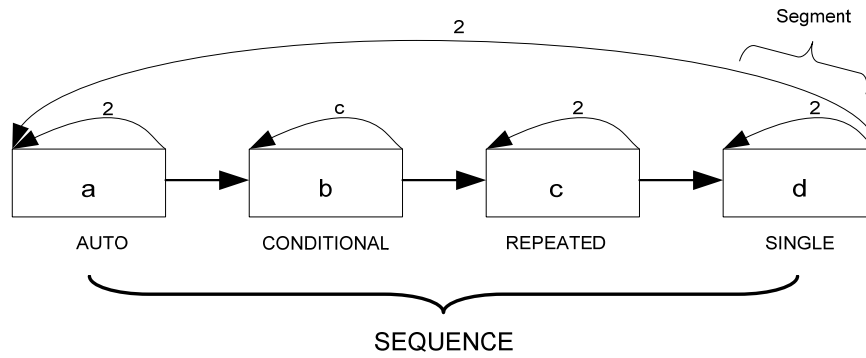 Segment
2
2 c 2 2
a b c d
AUTO CONDITIONAL REPEATED SINGLE
SEQUENCE